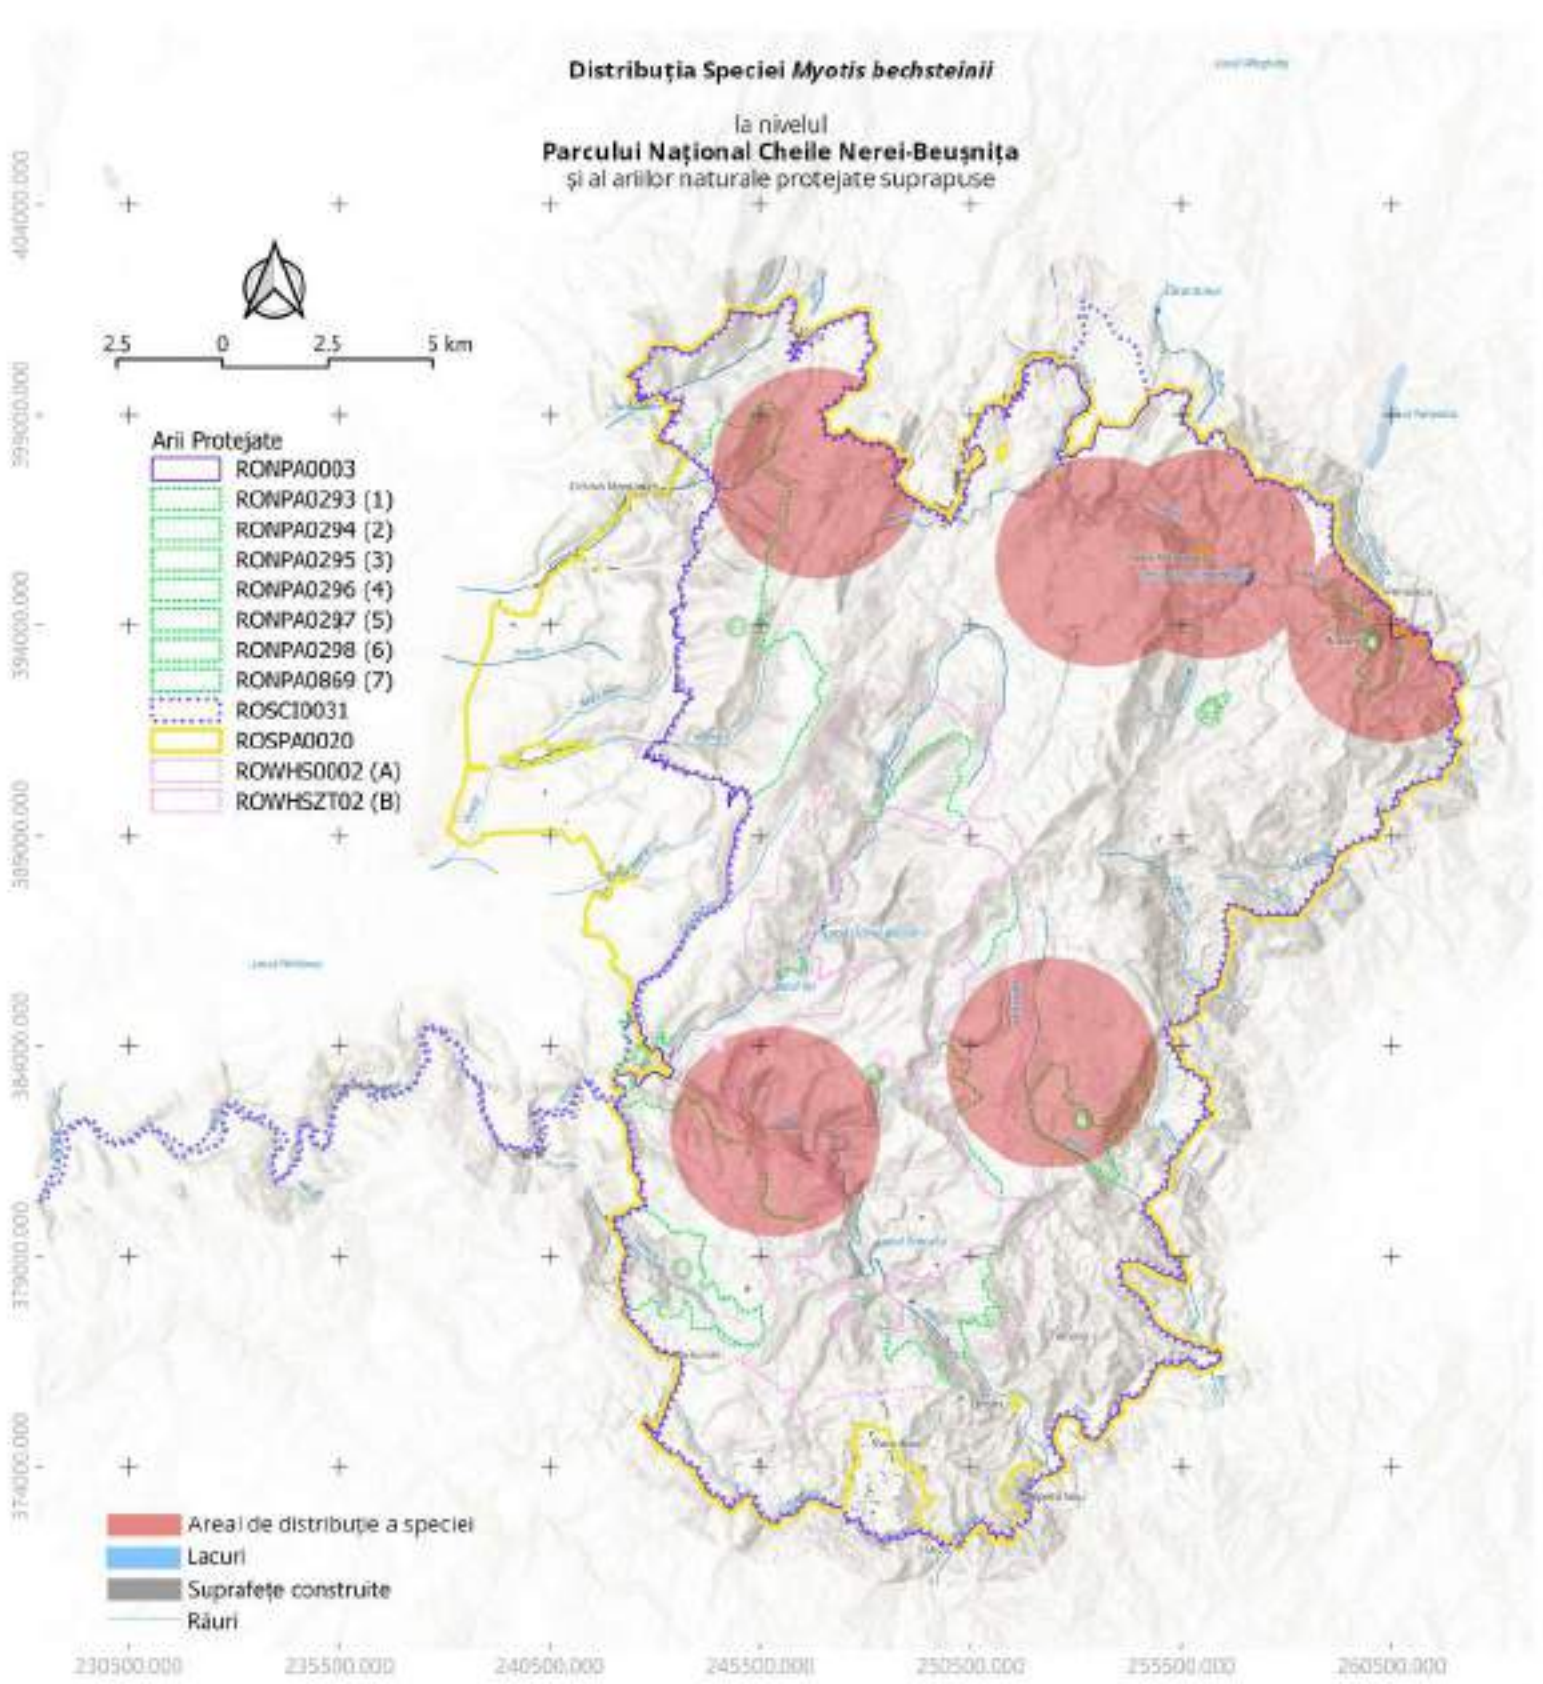 Distribuția Speciei Myotis bechsteinii
la nivelul
Parcului Național Cheile Nerei-Beușnița
și al ariilor naturale protejate suprapuse
2.5 0 2.5 5 km
Arii Protejate
RONPA0003
RONPA0293 (1)
RONPA0294 (2)
RONPA0295 (3)
RONPA0296 (4)
RONPA0297 (5)
RONPA0298 (6)
RONPA0869 (7)
ROSCI0031
ROSPA0020
ROWHS0002 (A)
ROWHSZT02 (B)
404000.000
399000.000
394000.000
389000.000
384000.000
379000.000
374000.000
Areal de distribuție a speciei
Lacuri
Suprafețe construite
Râuri
230500.000 235500.000 240500.000 245500.000 250500.000 255500.000 260500.000